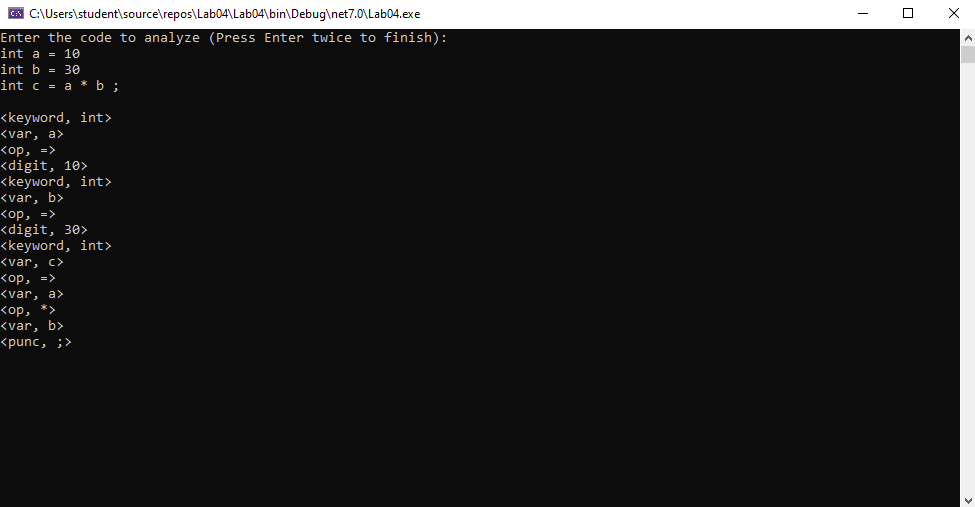 C:\Users\student\source\repos\Lab04\Lab04\bin\Debug\net7.0\Lab04.exe
Enter the code to analyze (Press Enter twice to finish):
int a = 10
int b = 30
int c = a * b ;
<keyword, int>
<var, a>
<op, =>
<digit, 10>
<keyword, int>
<var, b>
<op, =>
<digit, 30>
<keyword, int>
<var, c>
<op, =>
<var, a>
<op, *>
<var, b>
<punc, ;>